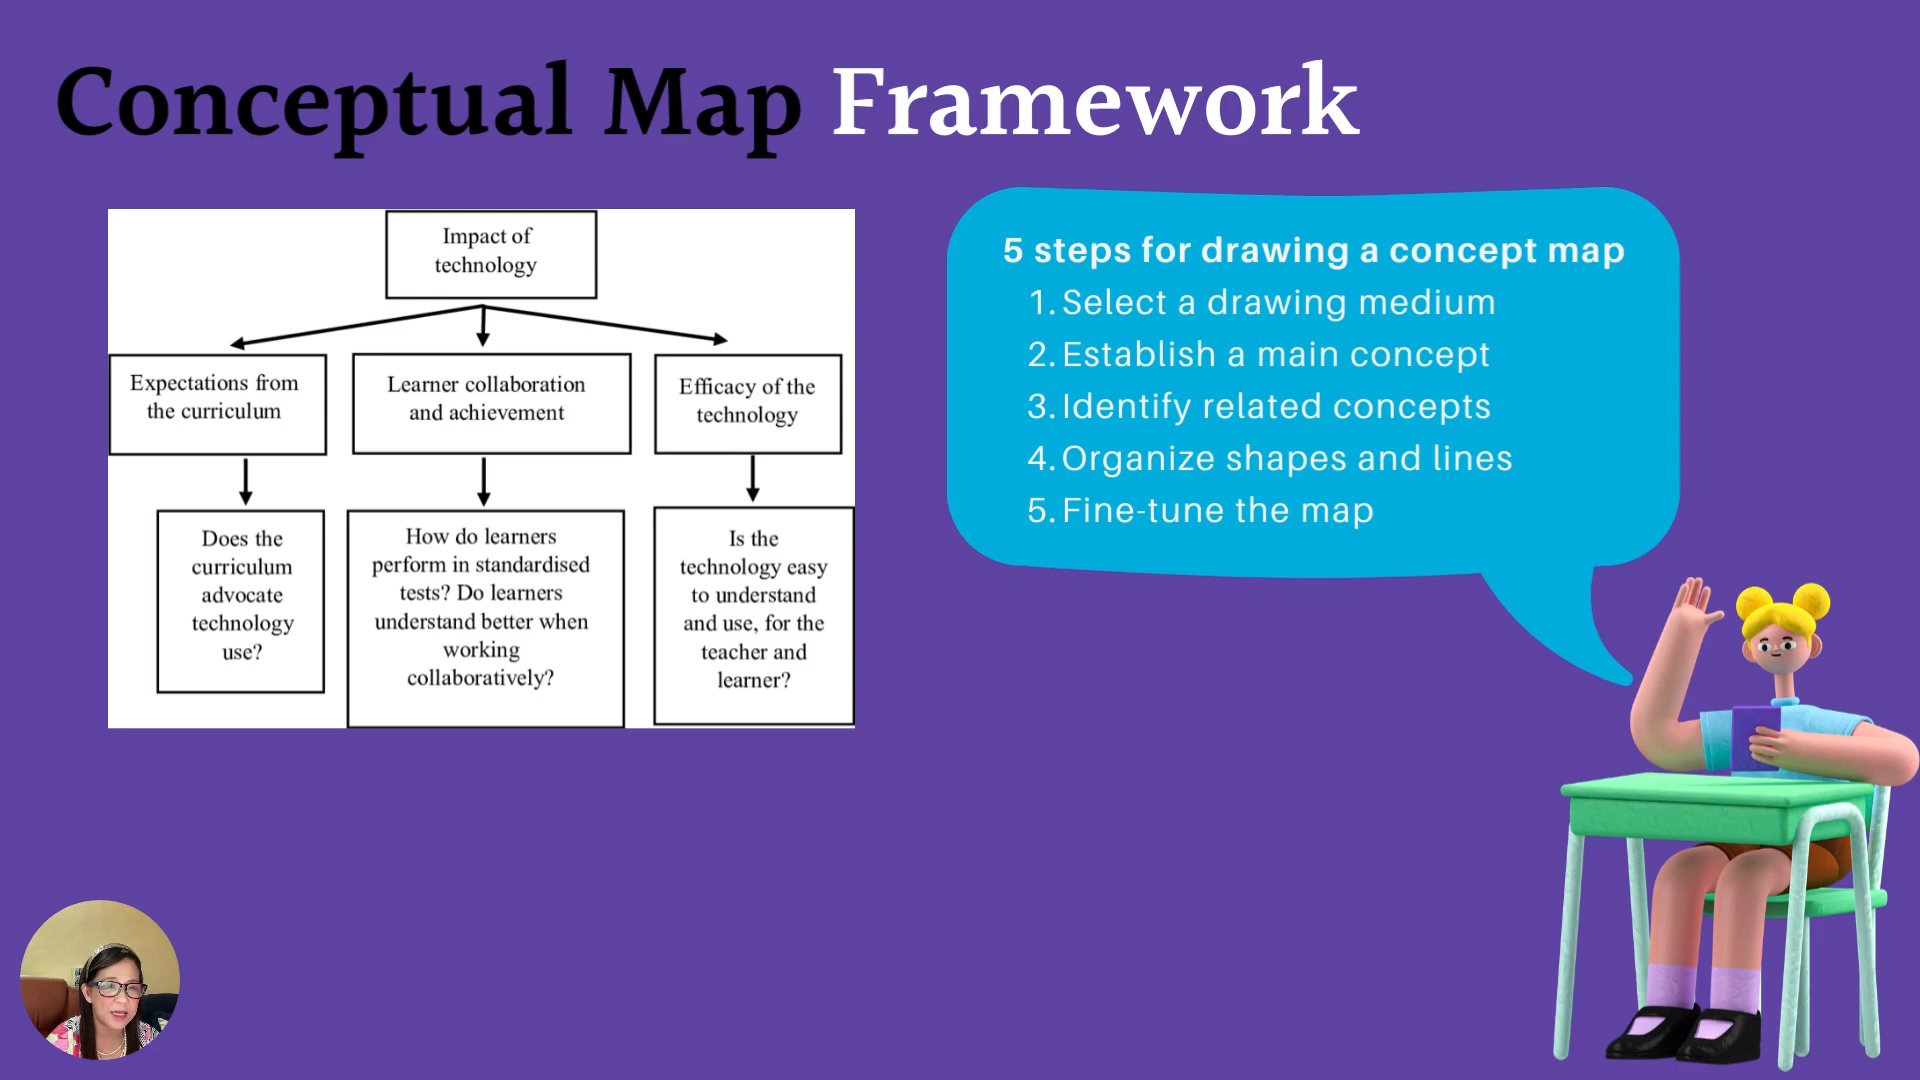 Conceptual Map Framework
Impact of
technology
Expectations from
the curriculum
Learner collaboration
and achievement
Efficacy of the
technology
Does the
curriculum
advocate
technology
use?
How do learners
perform in standardised
tests? Do learners
understand better when
working
collaboratively?
Is the
technology easy
to understand
and use, for the
teacher and
learner?
5 steps for drawing a concept map
1. Select a drawing medium
2. Establish a main concept
3. Identify related concepts
4. Organize shapes and lines
5. Fine-tune the map